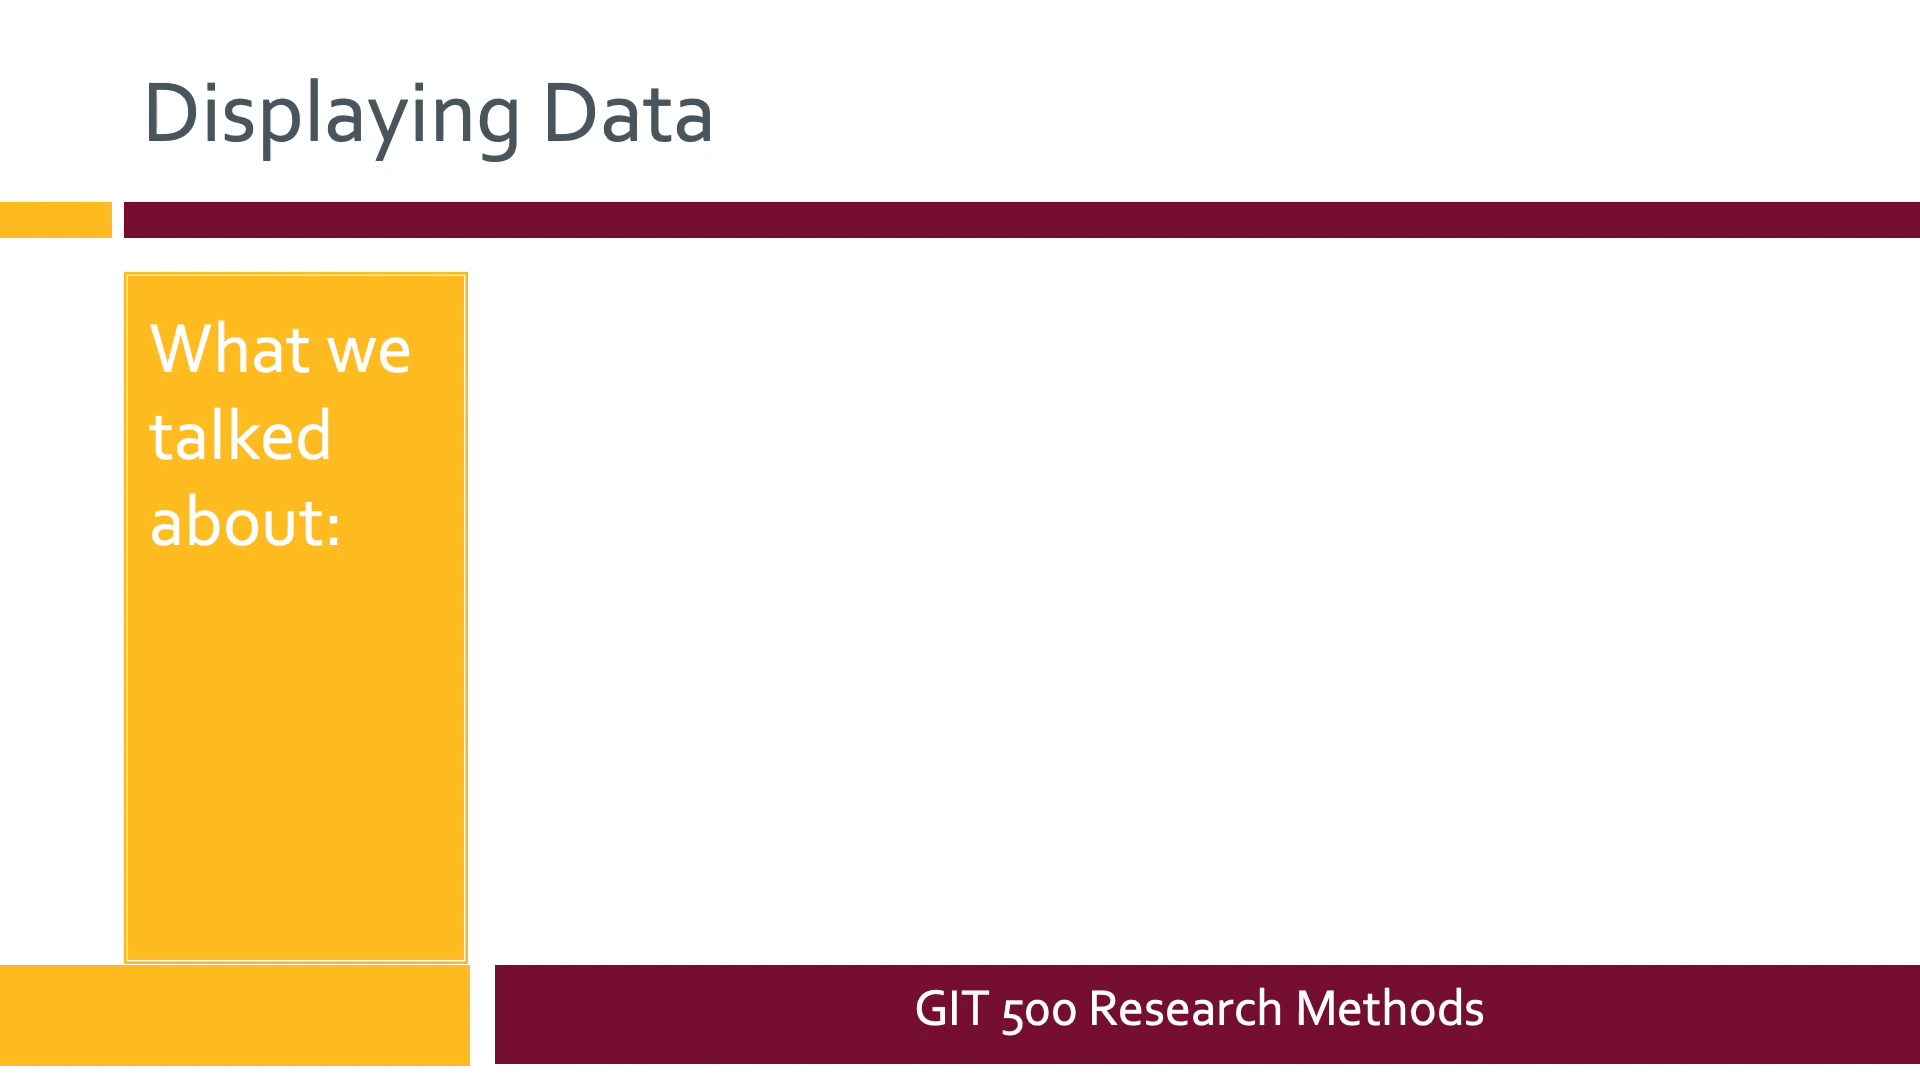 Displaying Data
What we
talked
about:
GIT 500 Research Methods